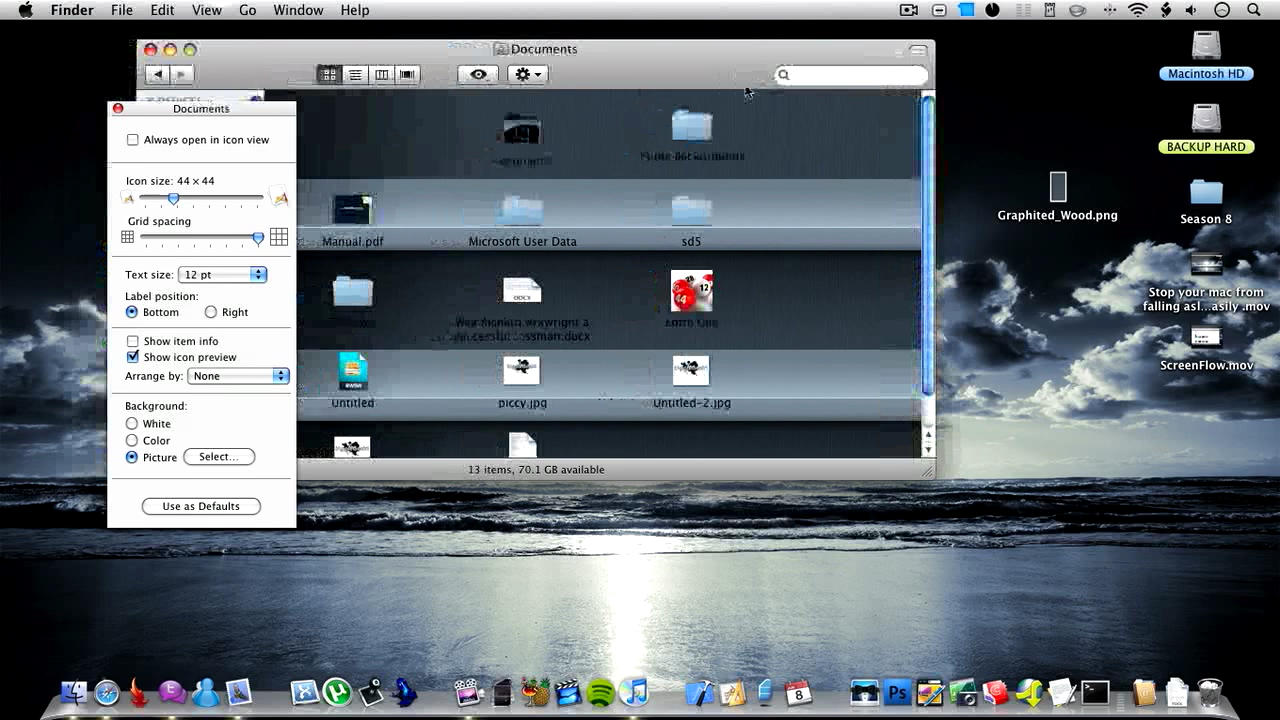 Finder File Edit View Go Window Help
Documents
Macintosh HD
BACKUP HARD
Graphited_Wood.png
Season 8
Stop your mac from
falling asl...asily .mov
ScreenFlow.mov
Documents
Always open in icon view
Icon size: 44 × 44
Grid spacing
Text size: 12 pt
Label position:
Bottom Right
Show item info
Show icon preview
Arrange by: None
Background:
White
Color
Picture Select...
Use as Defaults
Manual.pdf Microsoft User Data sd5
DOCX
Untitled piccy.jpg Untitled-2.jpg
13 items, 70.1 GB available
8
Ps